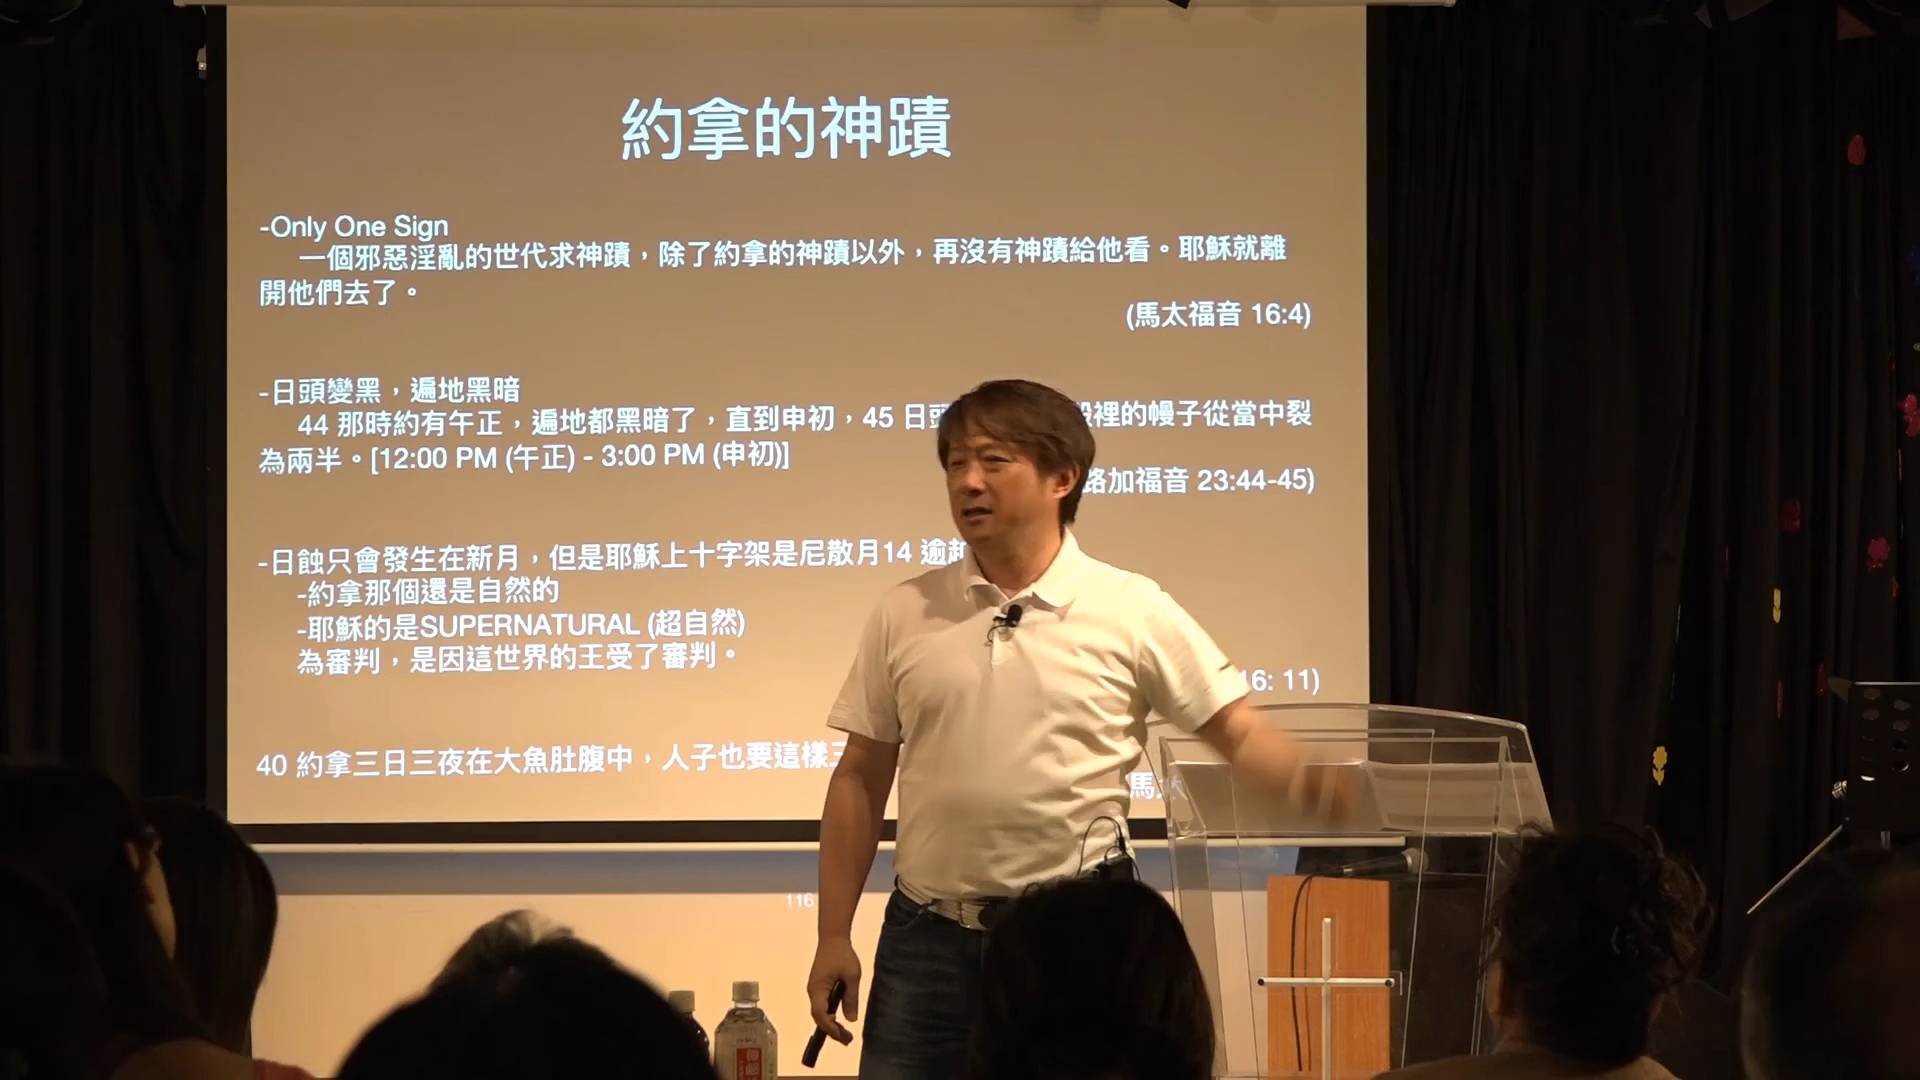 約拿的神蹟
-Only One Sign
一個邪惡淫亂的世代求神蹟，除了約拿的神蹟以外，再沒有神蹟給他看。耶穌就離
開他們去了。
(馬太福音 16:4)
-日頭變黑，遍地黑暗
44 那時約有午正，遍地都黑暗了，直到申初，45 日頭 裡的幔子從當中裂
為兩半。[12:00 PM (午正) - 3:00 PM (申初)]
路加福音 23:44-45)
-日蝕只會發生在新月，但是耶穌上十字架是尼散月14 逾
-約拿那個還是自然的
-耶穌的是SUPERNATURAL (超自然)
為審判，是因這世界的王受了審判。
16: 11)
40 約拿三日三夜在大魚肚腹中，人子也要這樣三
馬太
116